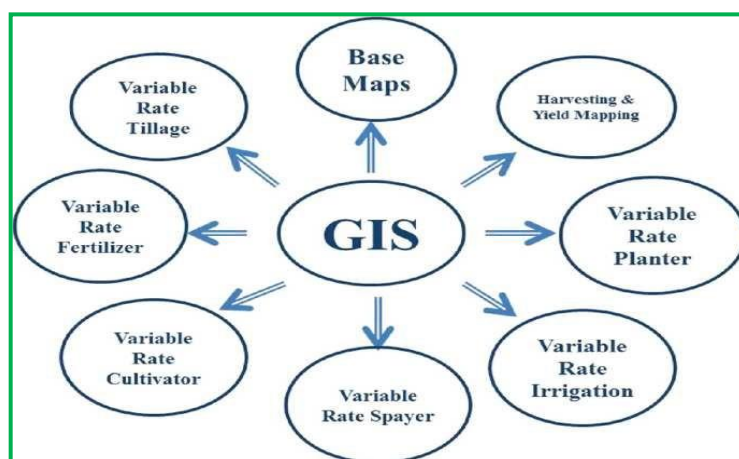 Base
Maps
Variable
Rate
Tillage
Harvesting &
Yield Mapping
Variable
Rate
Fertilizer
GIS
Variable
Rate
Planter
Variable
Rate
Cultivator
Variable
Rate Spayer
Variable
Rate
Irrigation